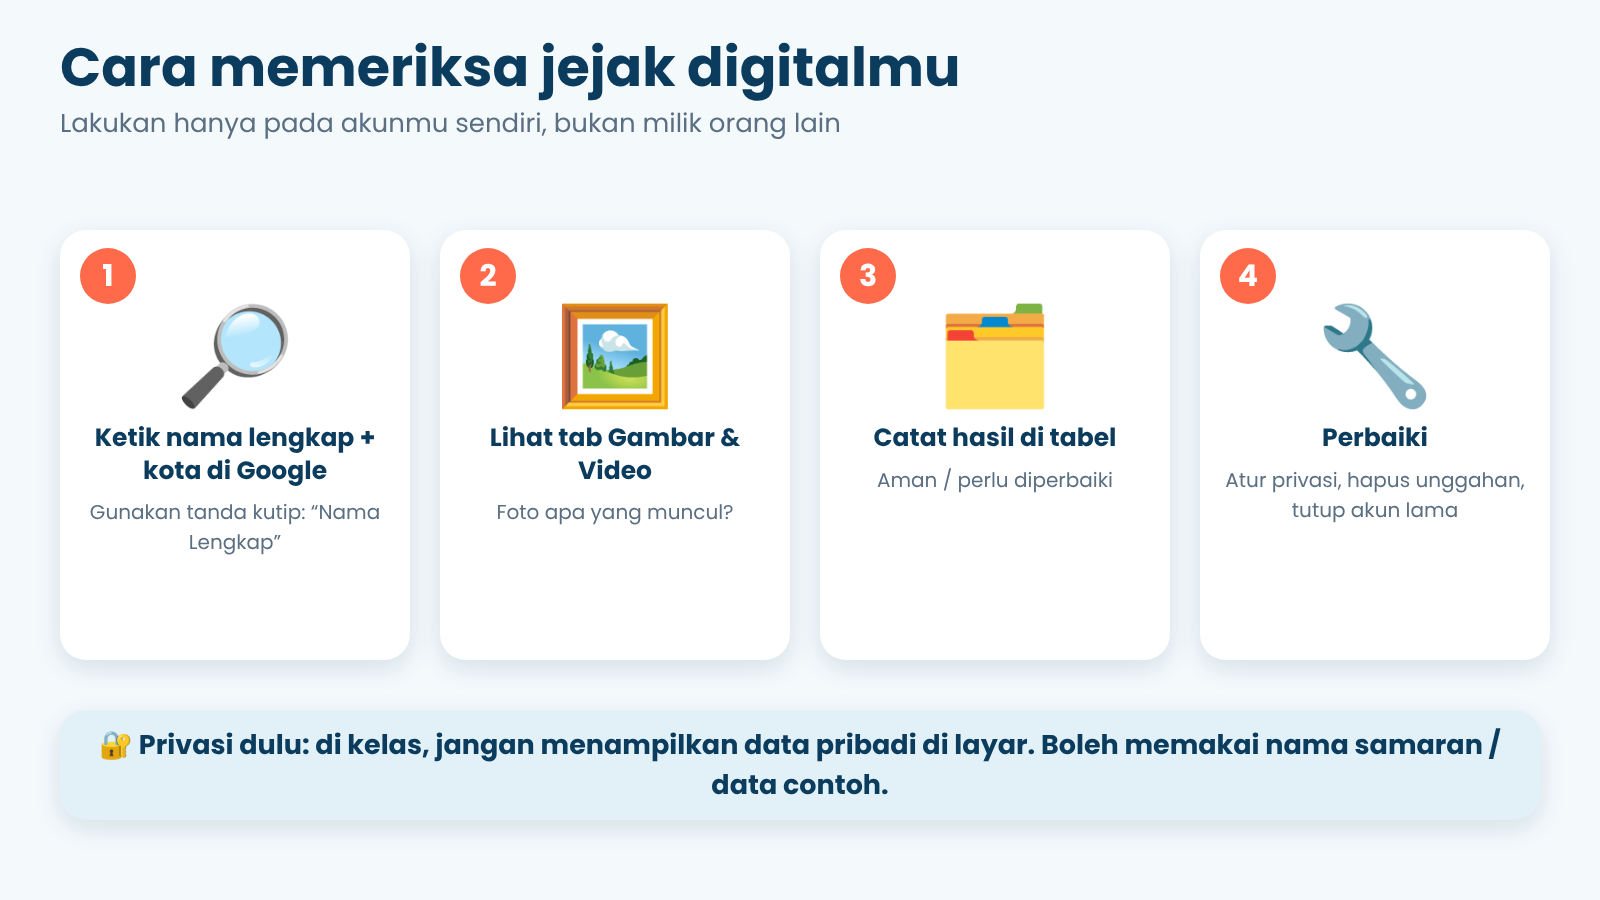 Cara memeriksa jejak digitalmu
Lakukan hanya pada akunmu sendiri, bukan milik orang lain
1
Ketik nama lengkap +
kota di Google
Gunakan tanda kutip: “Nama
Lengkap”
2
Lihat tab Gambar &
Video
Foto apa yang muncul?
3
Catat hasil di tabel
Aman / perlu diperbaiki
4
Perbaiki
Atur privasi, hapus unggahan,
tutup akun lama
🔐 Privasi dulu: di kelas, jangan menampilkan data pribadi di layar. Boleh memakai nama samaran /
data contoh.